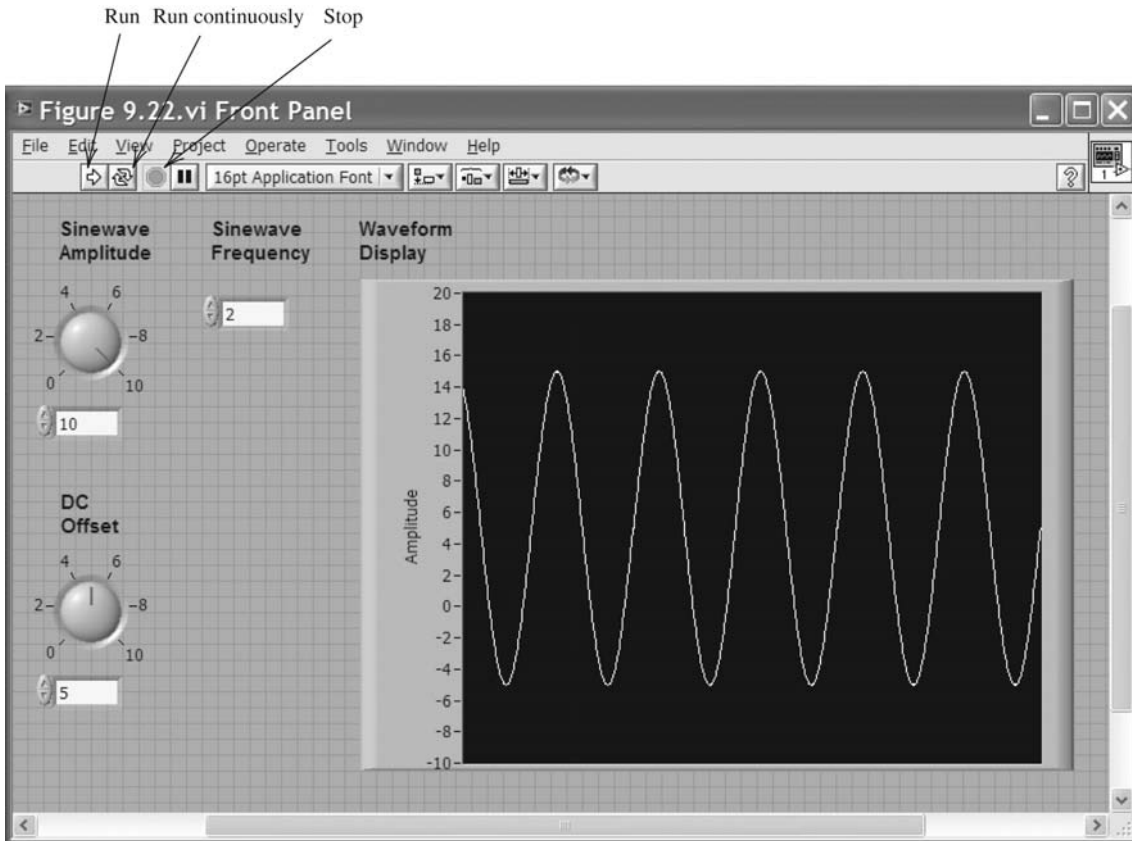 Run Run continuously Stop
Figure 9.22.vi Front Panel
File Edit View Project Operate Tools Window Help
16pt Application Font
1
Sinewave
Amplitude
4 6
2 8
0 10
10
Sinewave
Frequency
2
DC
Offset
4 6
2 8
0 10
5
Waveform
Display
Amplitude
20
18
16
14
12
10
8
6
4
2
0
-2
-4
-6
-8
-10